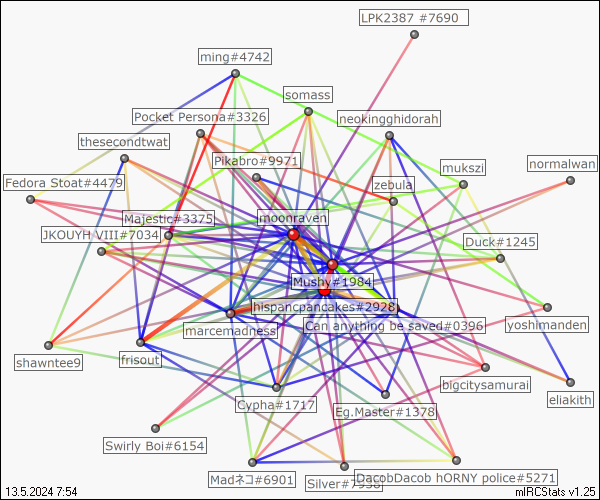 LPK2387 #7690
ming#4742
somass
Pocket Persona#3326
neokingghidorah
thesecondtwat
Pikabro#9971
mukszi
normalwan
Fedora Stoat#4479
zebula
Majestic#3375
moonraven
JKOUYH VIII#7034
Duck#1245
Mushy#1984
hispancpancakes#2928
yoshimanden
marcemadness
Can anything be saved#0396
shawntee9
frisout
bigcitysamurai
eliakith
Cypha#1717
Eg.Master#1378
Swirly Boi#6154
Madネコ#6901
Silver#7958
DacobDacob hORNY police#5271
13.5.2024 7:54
mIRCStats v1.25